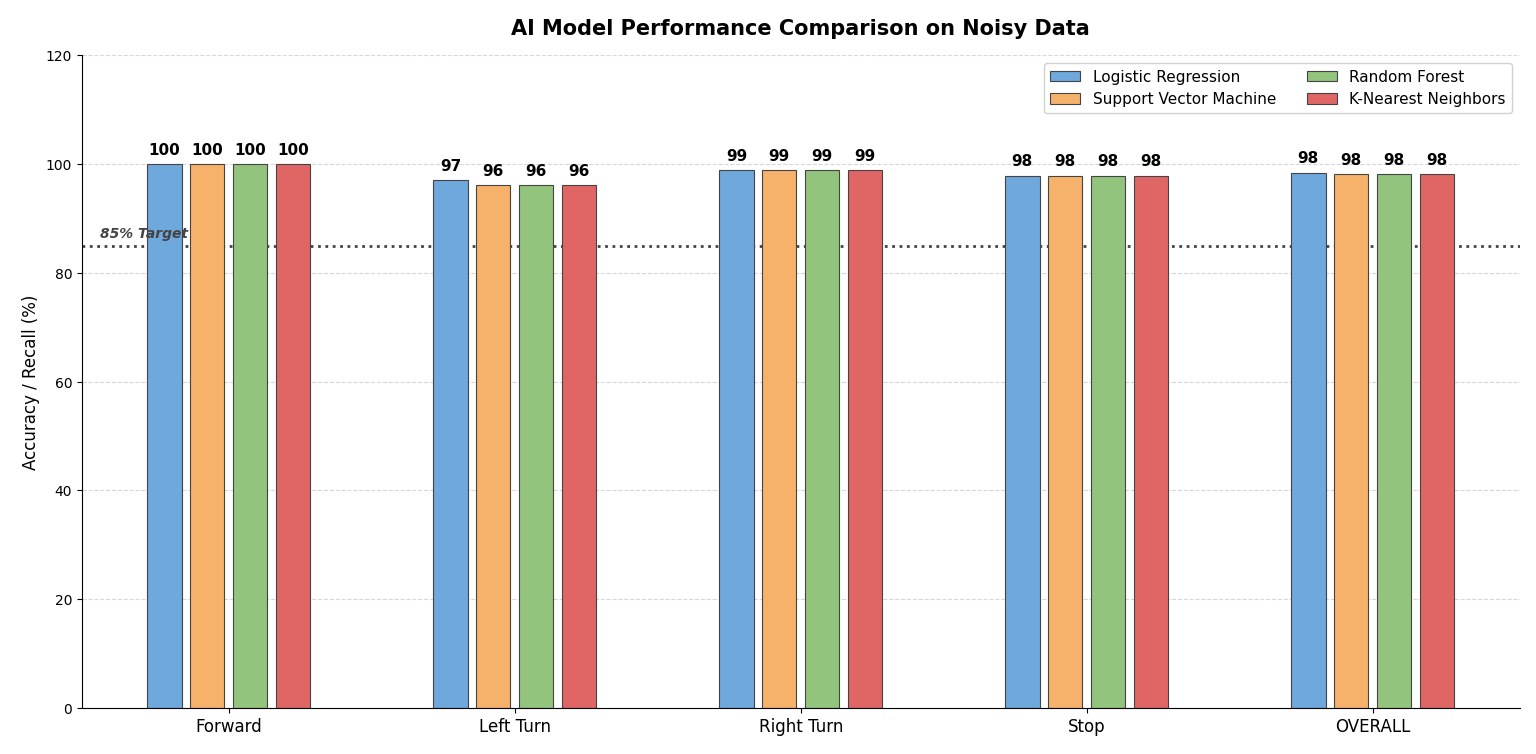 AI Model Performance Comparison on Noisy Data
Logistic Regression
Support Vector Machine
Random Forest
K-Nearest Neighbors
Accuracy / Recall (%)
120
100
80
60
40
20
0
85% Target
100 100 100 100
97 96 96 96
99 99 99 99
98 98 98 98
98 98 98 98
Forward Left Turn Right Turn Stop OVERALL